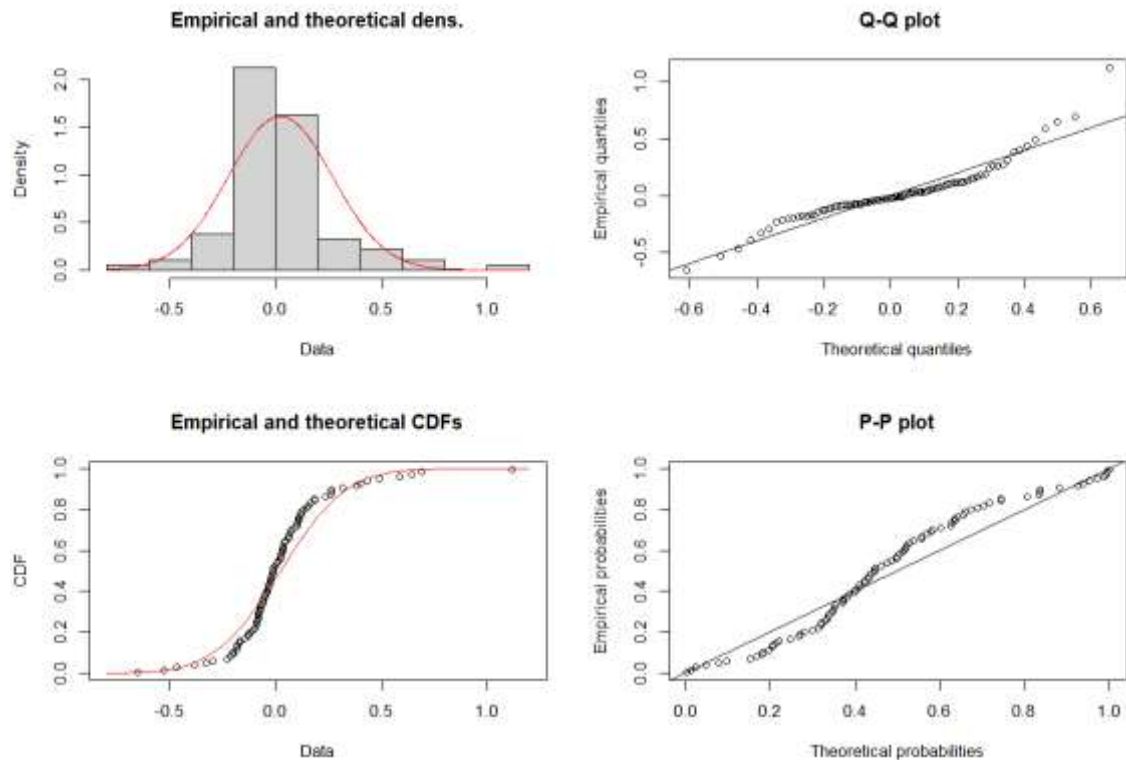 Empirical and theoretical dens.
Density
0.0 0.5 1.0 1.5 2.0
-0.5 0.0 0.5 1.0
Data
Q-Q plot
Empirical quantiles
-0.5 0.0 0.5 1.0
-0.6 -0.4 -0.2 0.0 0.2 0.4 0.6
Theoretical quantiles
Empirical and theoretical CDFs
CDF
0.0 0.2 0.4 0.6 0.8 1.0
-0.5 0.0 0.5 1.0
Data
P-P plot
Empirical probabilities
0.0 0.2 0.4 0.6 0.8 1.0
0.0 0.2 0.4 0.6 0.8 1.0
Theoretical probabilities